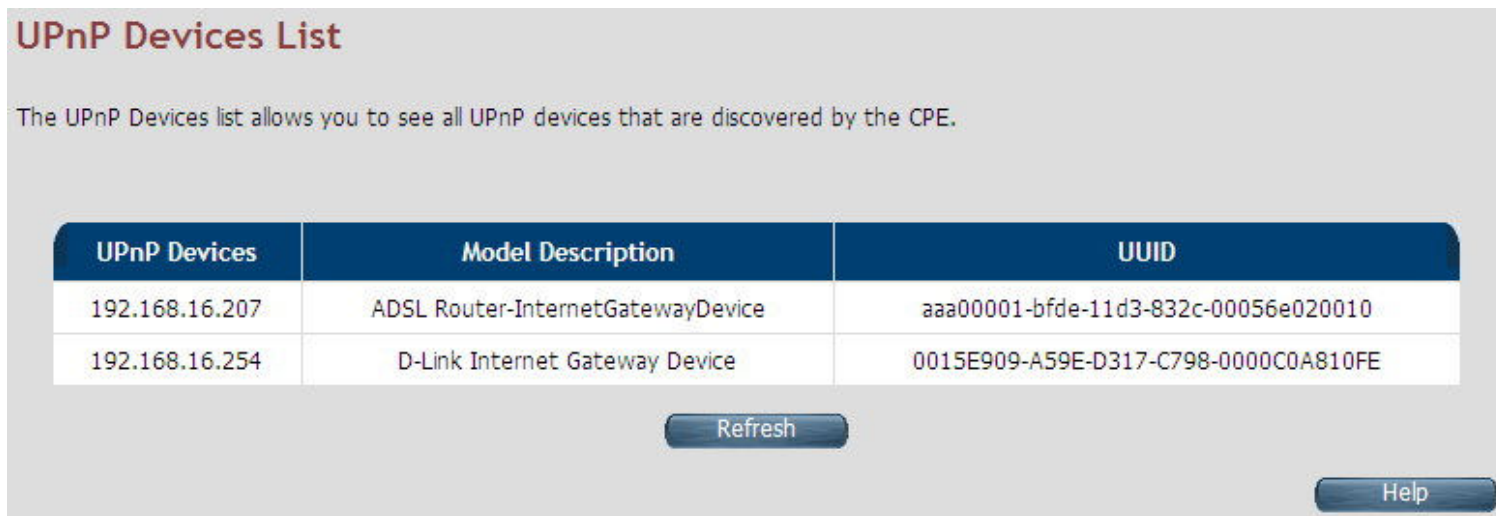 UPnP Devices List
The UPnP Devices list allows you to see all UPnP devices that are discovered by the CPE.
UPnP Devices Model Description UUID
192.168.16.207 ADSL Router-InternetGatewayDevice aaa00001-bfde-11d3-832c-00056e020010
192.168.16.254 D-Link Internet Gateway Device 0015E909-A59E-D317-C798-0000C0A810FE
Refresh
Help